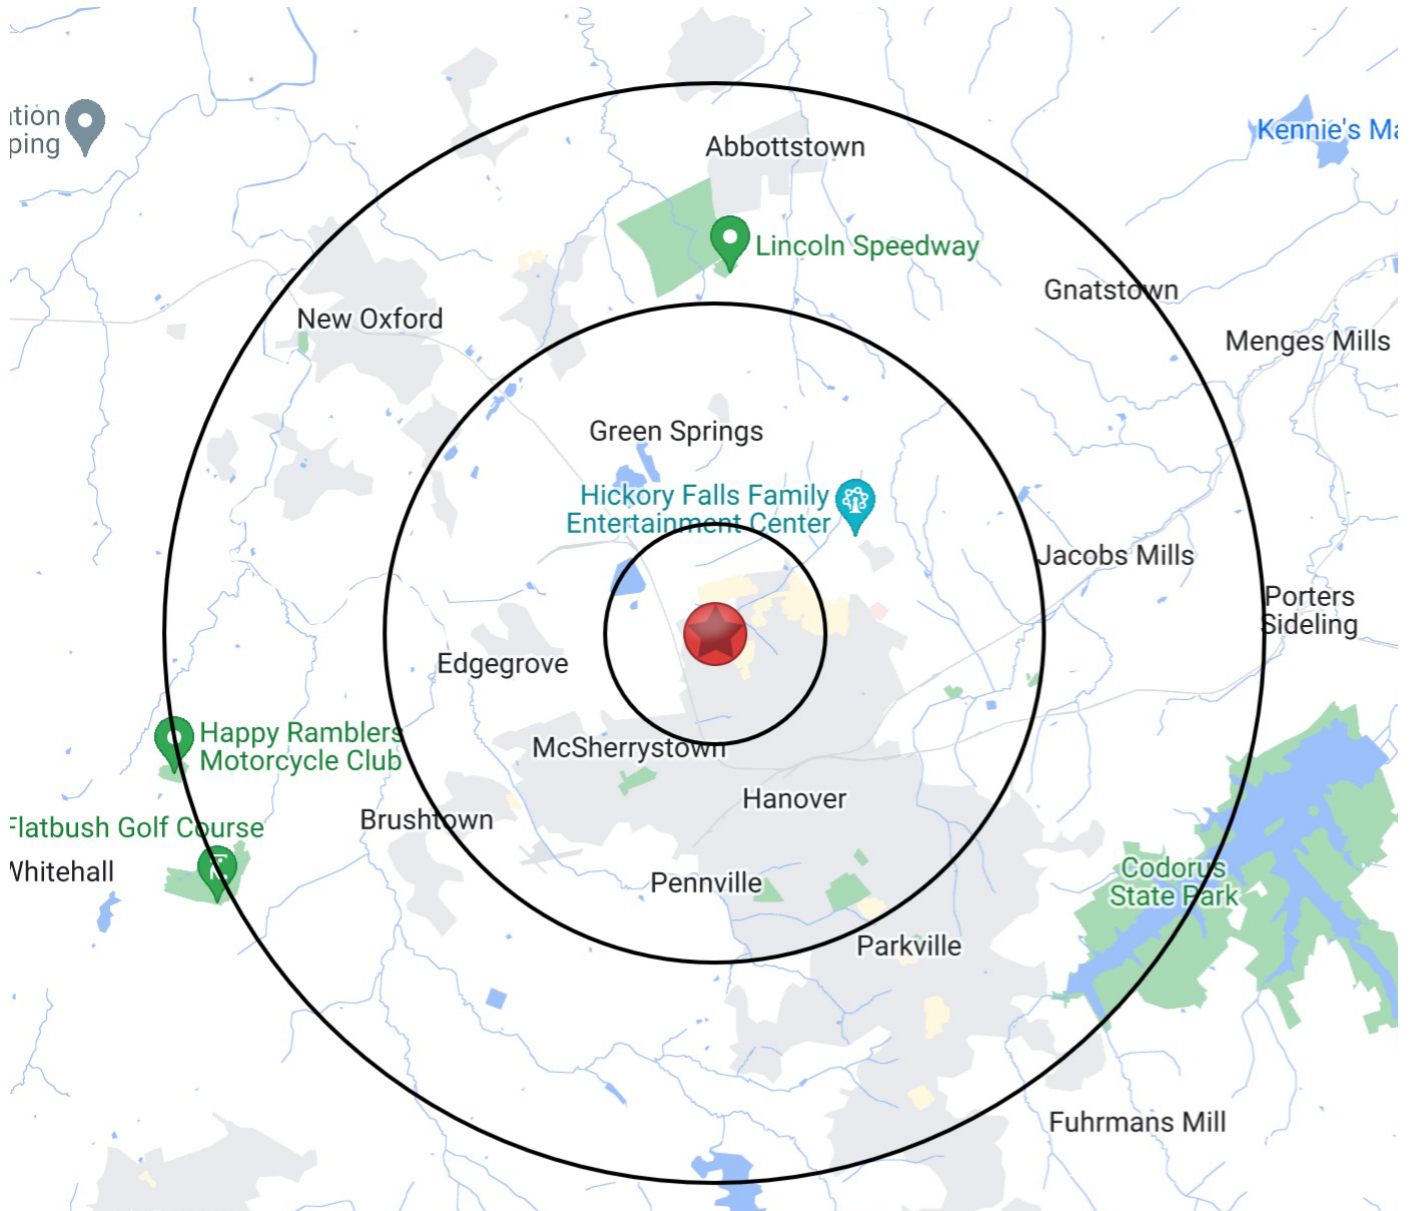 ation
ping
Kennie's Ma
Abbottstown
Lincoln Speedway
Gnatstown
New Oxford
Menges Mills
Green Springs
Hickory Falls Family
Entertainment Center
Jacobs Mills
Porters
Sideling
Edgegrove
Happy Ramblers
Motorcycle Club
McSherrystown
Hanover
Brushtown
Flatbush Golf Course
Whitehall
Pennville
Codorus
State Park
Parkville
Fuhrmans Mill